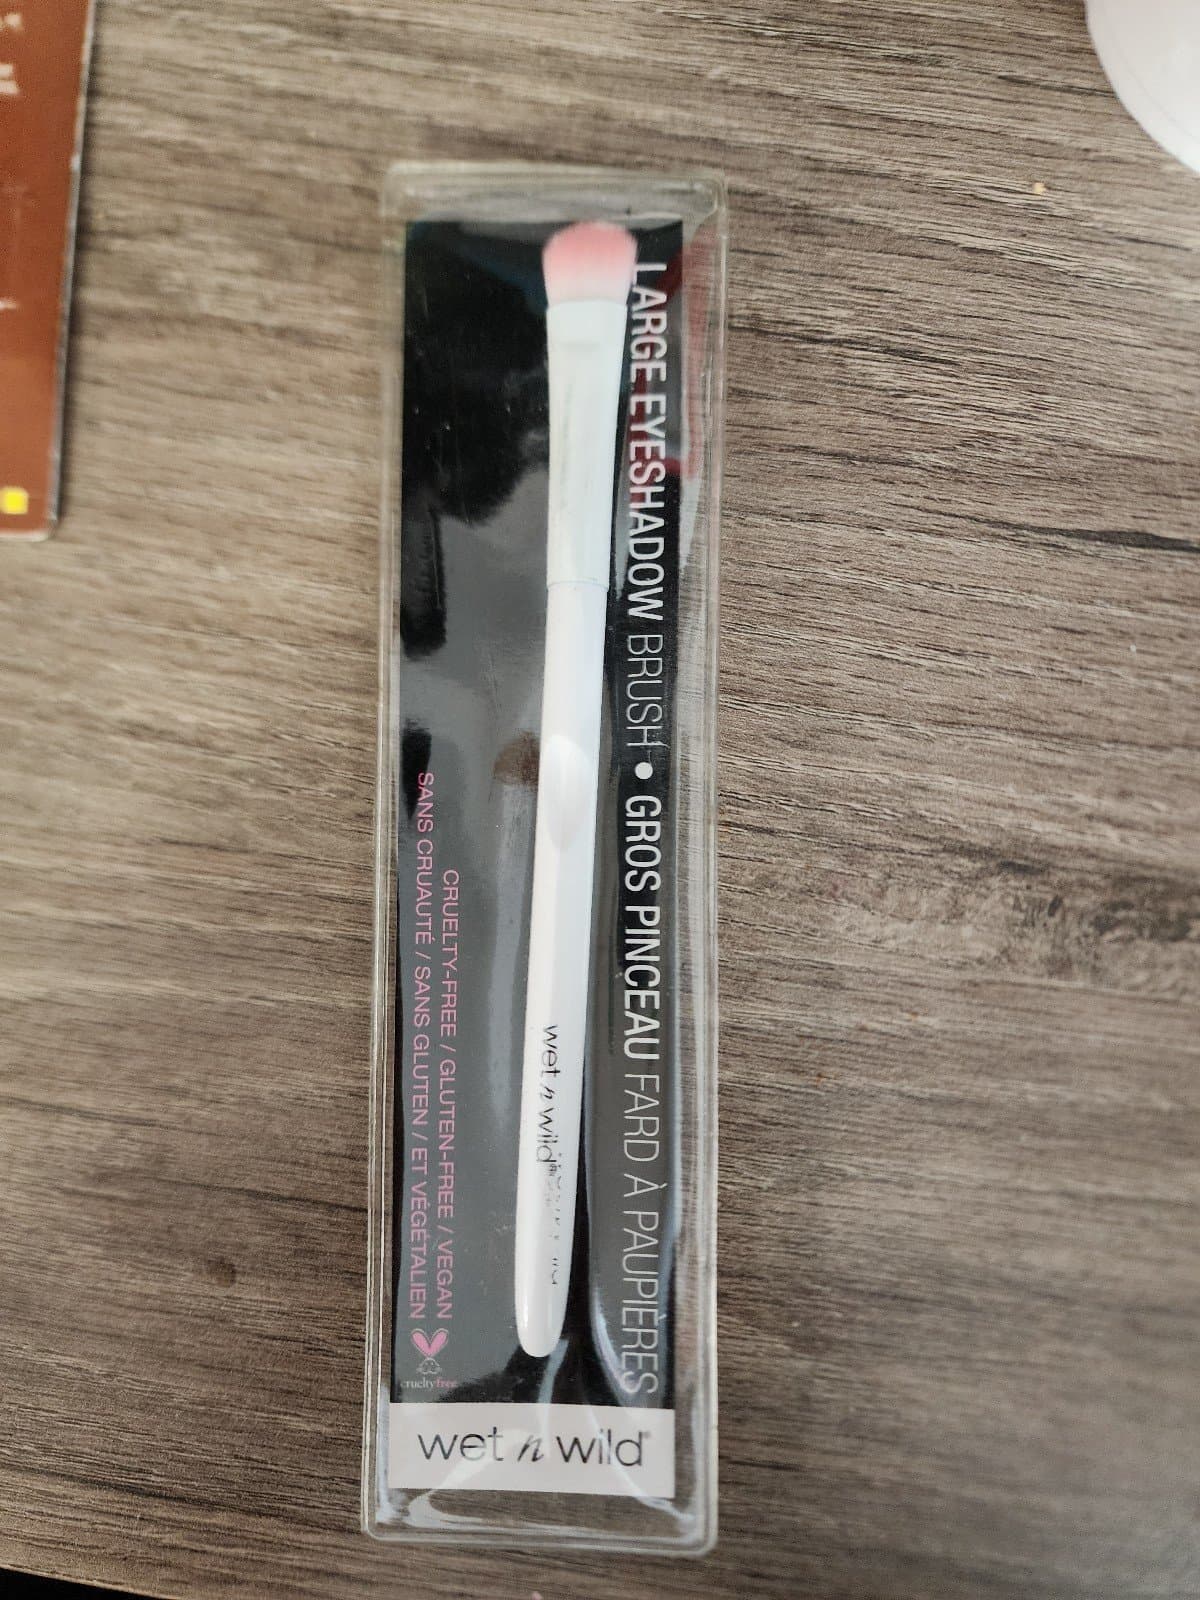 LARGE EYESHADOW BRUSH • GROS PINCEAU FARD À PAUPIÈRES
CRUELTY-FREE / GLUTEN-FREE / VEGAN
SANS CRUAUTÉ / SANS GLUTEN / ET VÉGÉTALIEN
crueltyfree
wet n wild
wet n wild®